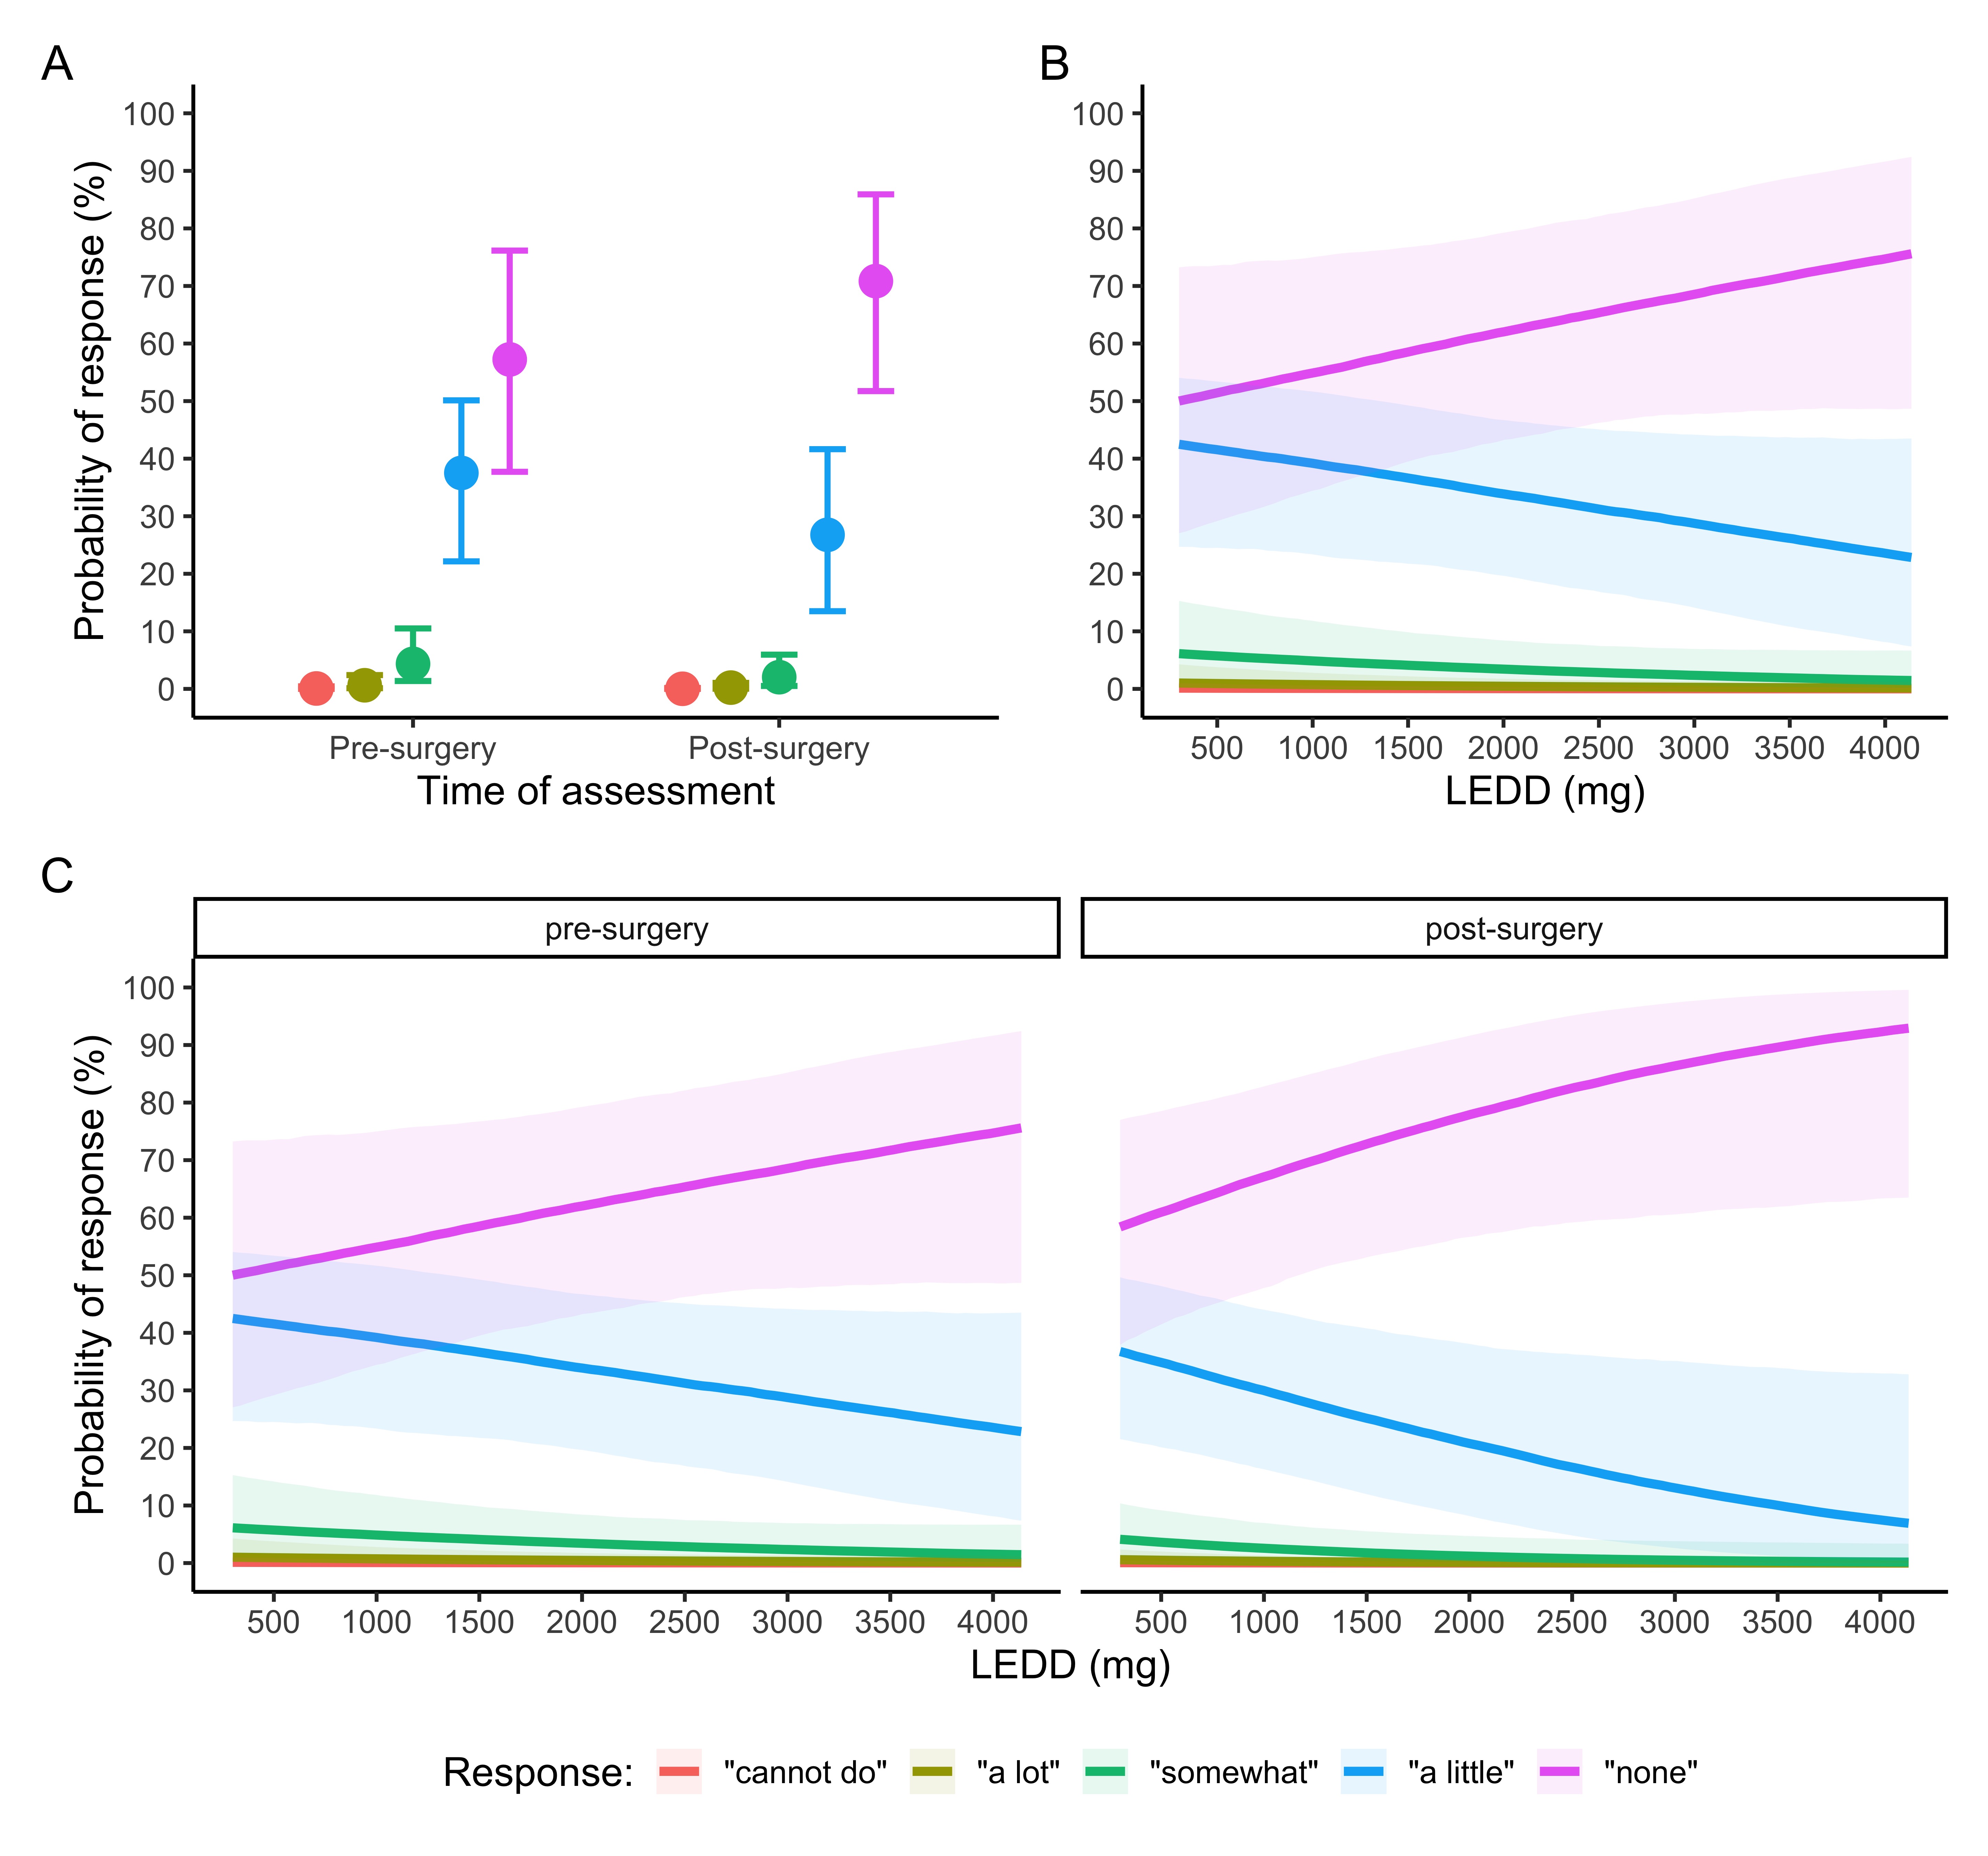 A
Probability of response (%)
100
90
80
70
60
50
40
30
20
10
0
Pre-surgery Post-surgery
Time of assessment
B
100
90
80
70
60
50
40
30
20
10
0
500 1000 1500 2000 2500 3000 3500 4000
LEDD (mg)
C
pre-surgery post-surgery
Probability of response (%)
100
90
80
70
60
50
40
30
20
10
0
500 1000 1500 2000 2500 3000 3500 4000 500 1000 1500 2000 2500 3000 3500 4000
LEDD (mg)
Response: "cannot do" "a lot" "somewhat" "a little" "none"